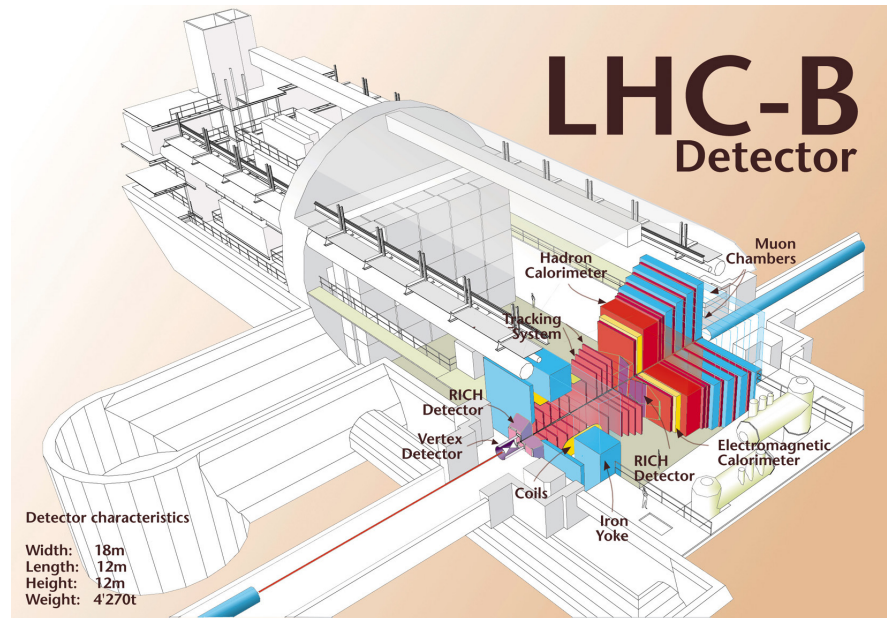 LHC-B
Detector
Muon
Chambers
Hadron
Calorimeter
Tracking
System
RICH
Detector
Vertex
Detector
Coils
Iron
Yoke
RICH
Detector
Electromagnetic
Calorimeter
Detector characteristics
Width: 18m
Length: 12m
Height: 12m
Weight: 4'270t